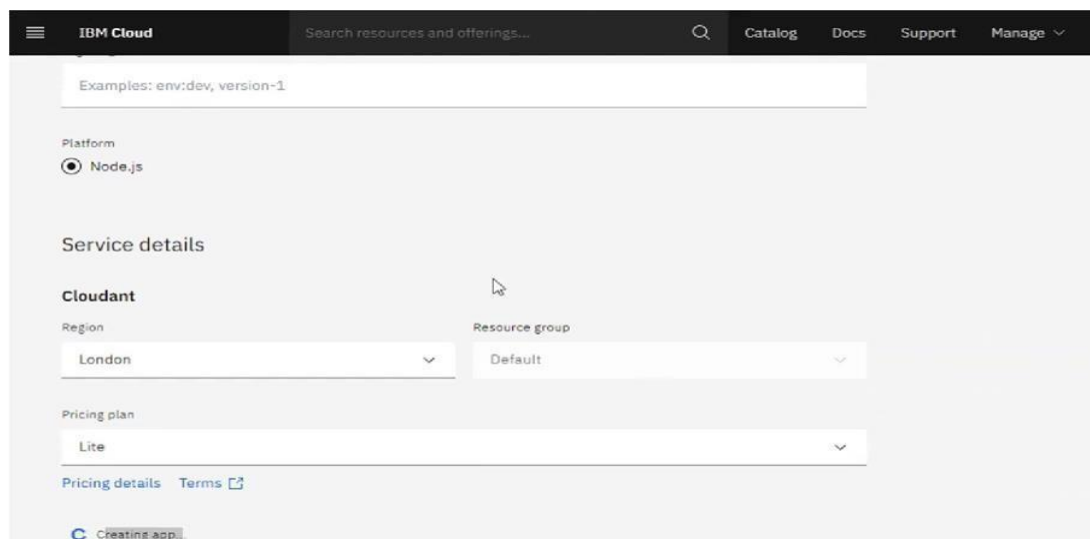 IBM Cloud Search resources and offerings... Catalog Docs Support Manage
Examples: env:dev, version-1
Platform
Node.js
Service details
Cloudant
Region Resource group
London Default
Pricing plan
Lite
Pricing details Terms
Creating app...